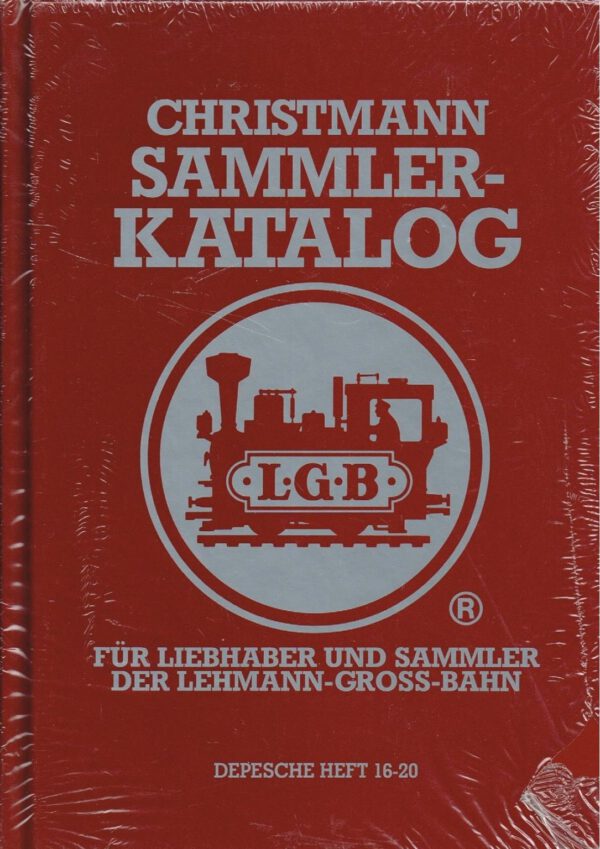 CHRISTMANN
SAMMLER-
KATALOG
L·G·B
®
FÜR LIEBHABER UND SAMMLER
DER LEHMANN-GROSS-BAHN
DEPESCHE HEFT 16-20